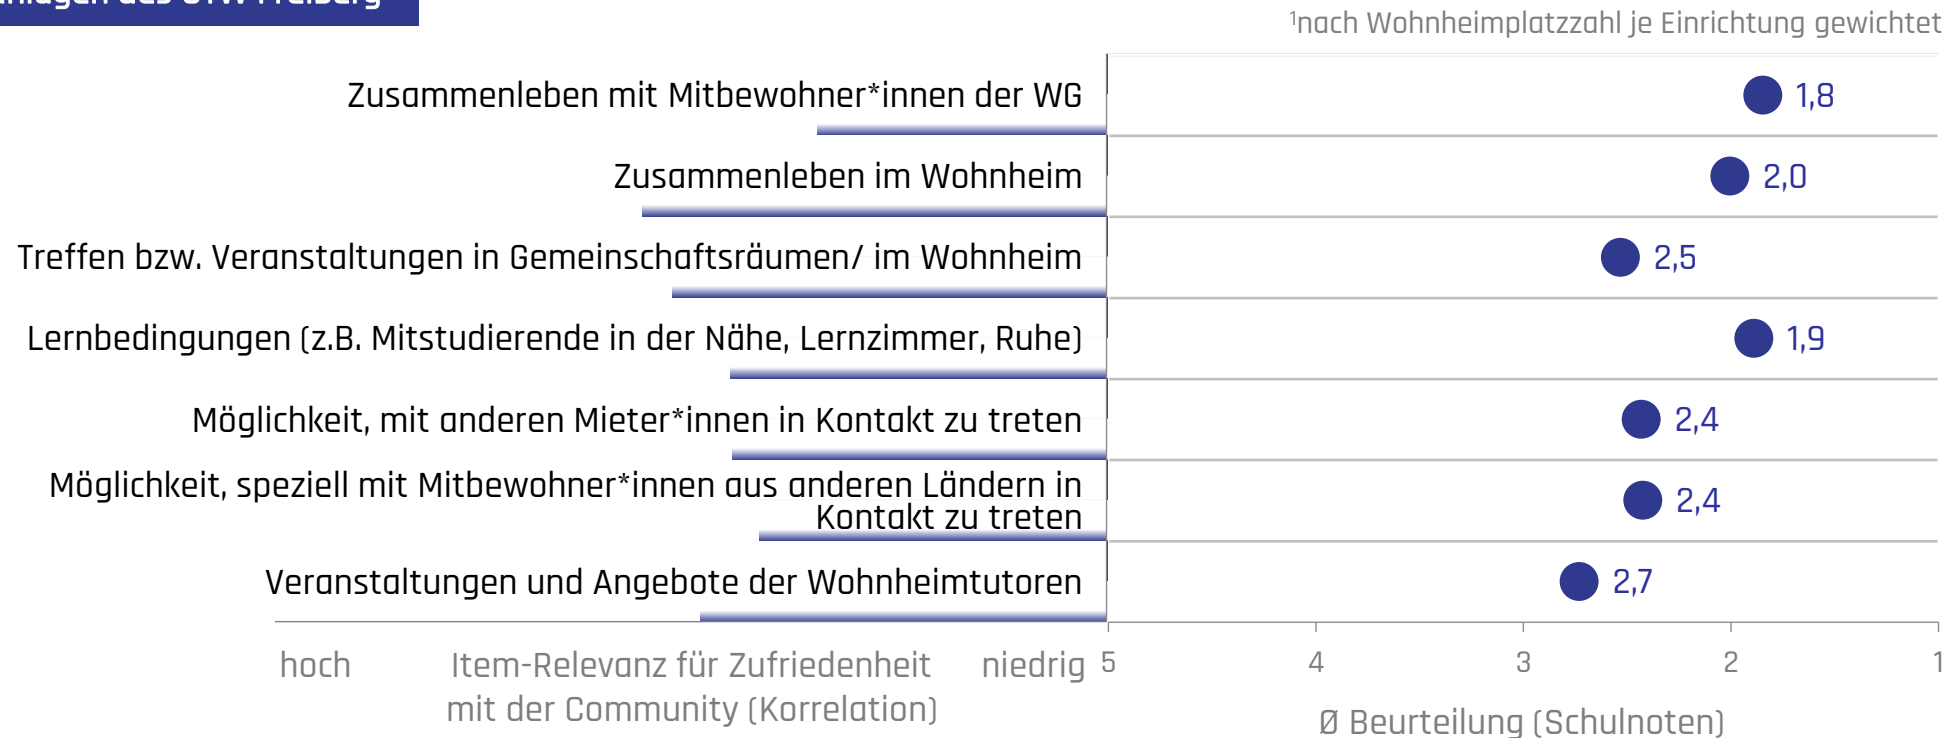 des STW Freiberg
¹nach Wohnheimplatzzahl je Einrichtung gewichtet
Zusammenleben mit Mitbewohner*innen der WG
1,8
Zusammenleben im Wohnheim
2,0
Treffen bzw. Veranstaltungen in Gemeinschaftsräumen/ im Wohnheim
2,5
Lernbedingungen (z.B. Mitstudierende in der Nähe, Lernzimmer, Ruhe)
1,9
Möglichkeit, mit anderen Mieter*innen in Kontakt zu treten
2,4
Möglichkeit, speziell mit Mitbewohner*innen aus anderen Ländern in
Kontakt zu treten
2,4
Veranstaltungen und Angebote der Wohnheimtutoren
2,7
hoch
Item-Relevanz für Zufriedenheit
mit der Community (Korrelation)
niedrig
5 4 3 2 1
Ø Beurteilung (Schulnoten)